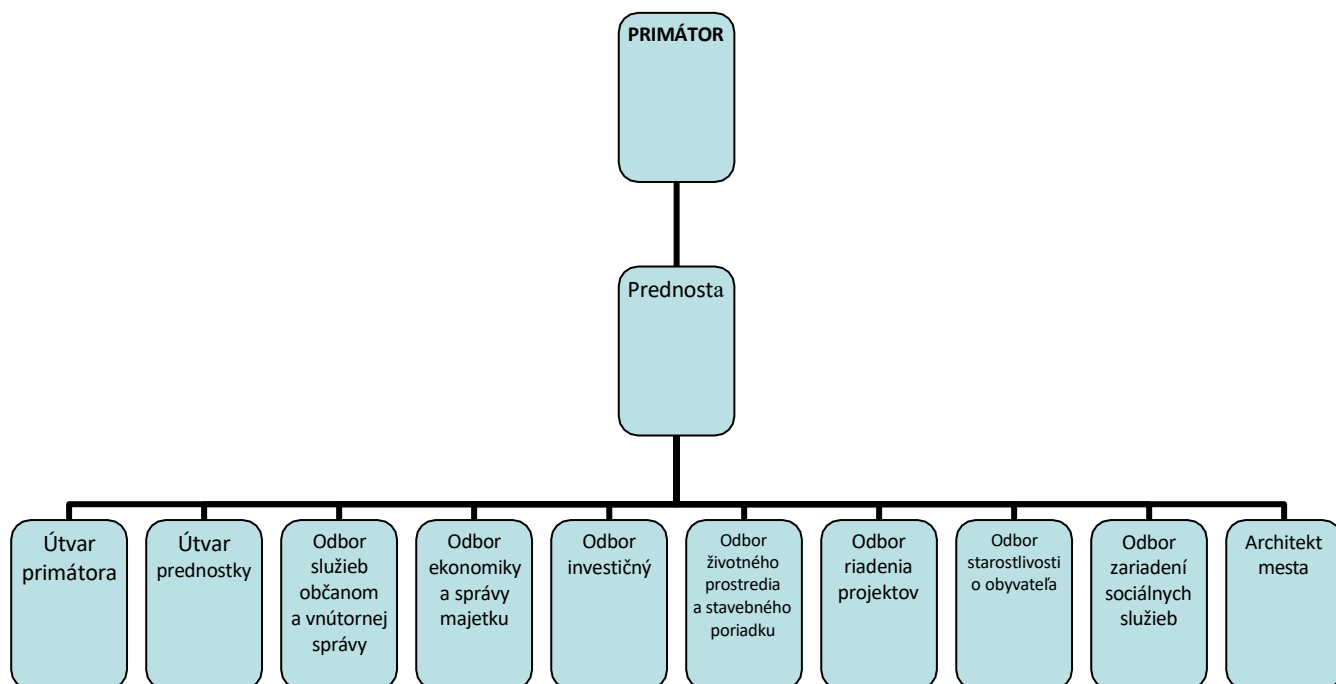 PRIMÁTOR
Prednosta
Útvar
primátora
Útvar
prednostky
Odbor
služieb
občanom
a vnútornej
správy
Odbor
ekonomiky
a správy
majetku
Odbor
investičný
Odbor
životného
prostredia
a stavebného
poriadku
Odbor
riadenia
projektov
Odbor
starostlivosti
o obyvateľa
Odbor
zariadení
sociálnych
služieb
Architekt
mesta